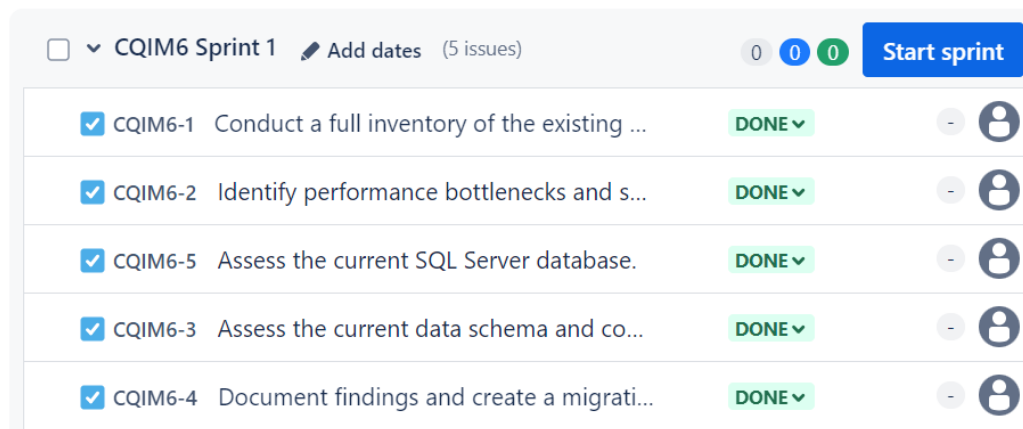 CQIM6 Sprint 1 Add dates (5 issues) 0 0 0 Start sprint
CQIM6-1 Conduct a full inventory of the existing ... DONE -
CQIM6-2 Identify performance bottlenecks and s... DONE -
CQIM6-5 Assess the current SQL Server database. DONE -
CQIM6-3 Assess the current data schema and co... DONE -
CQIM6-4 Document findings and create a migrati... DONE -